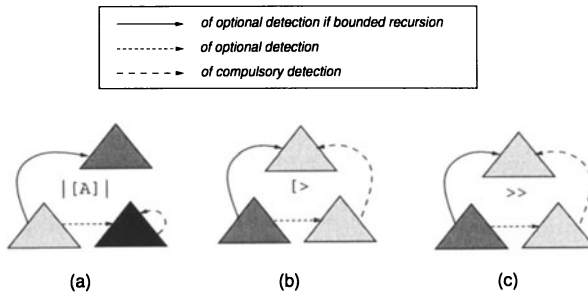 of optional detection if bounded recursion
of optional detection
of compulsory detection
|[A]|
[>
>>
(a)
(b)
(c)